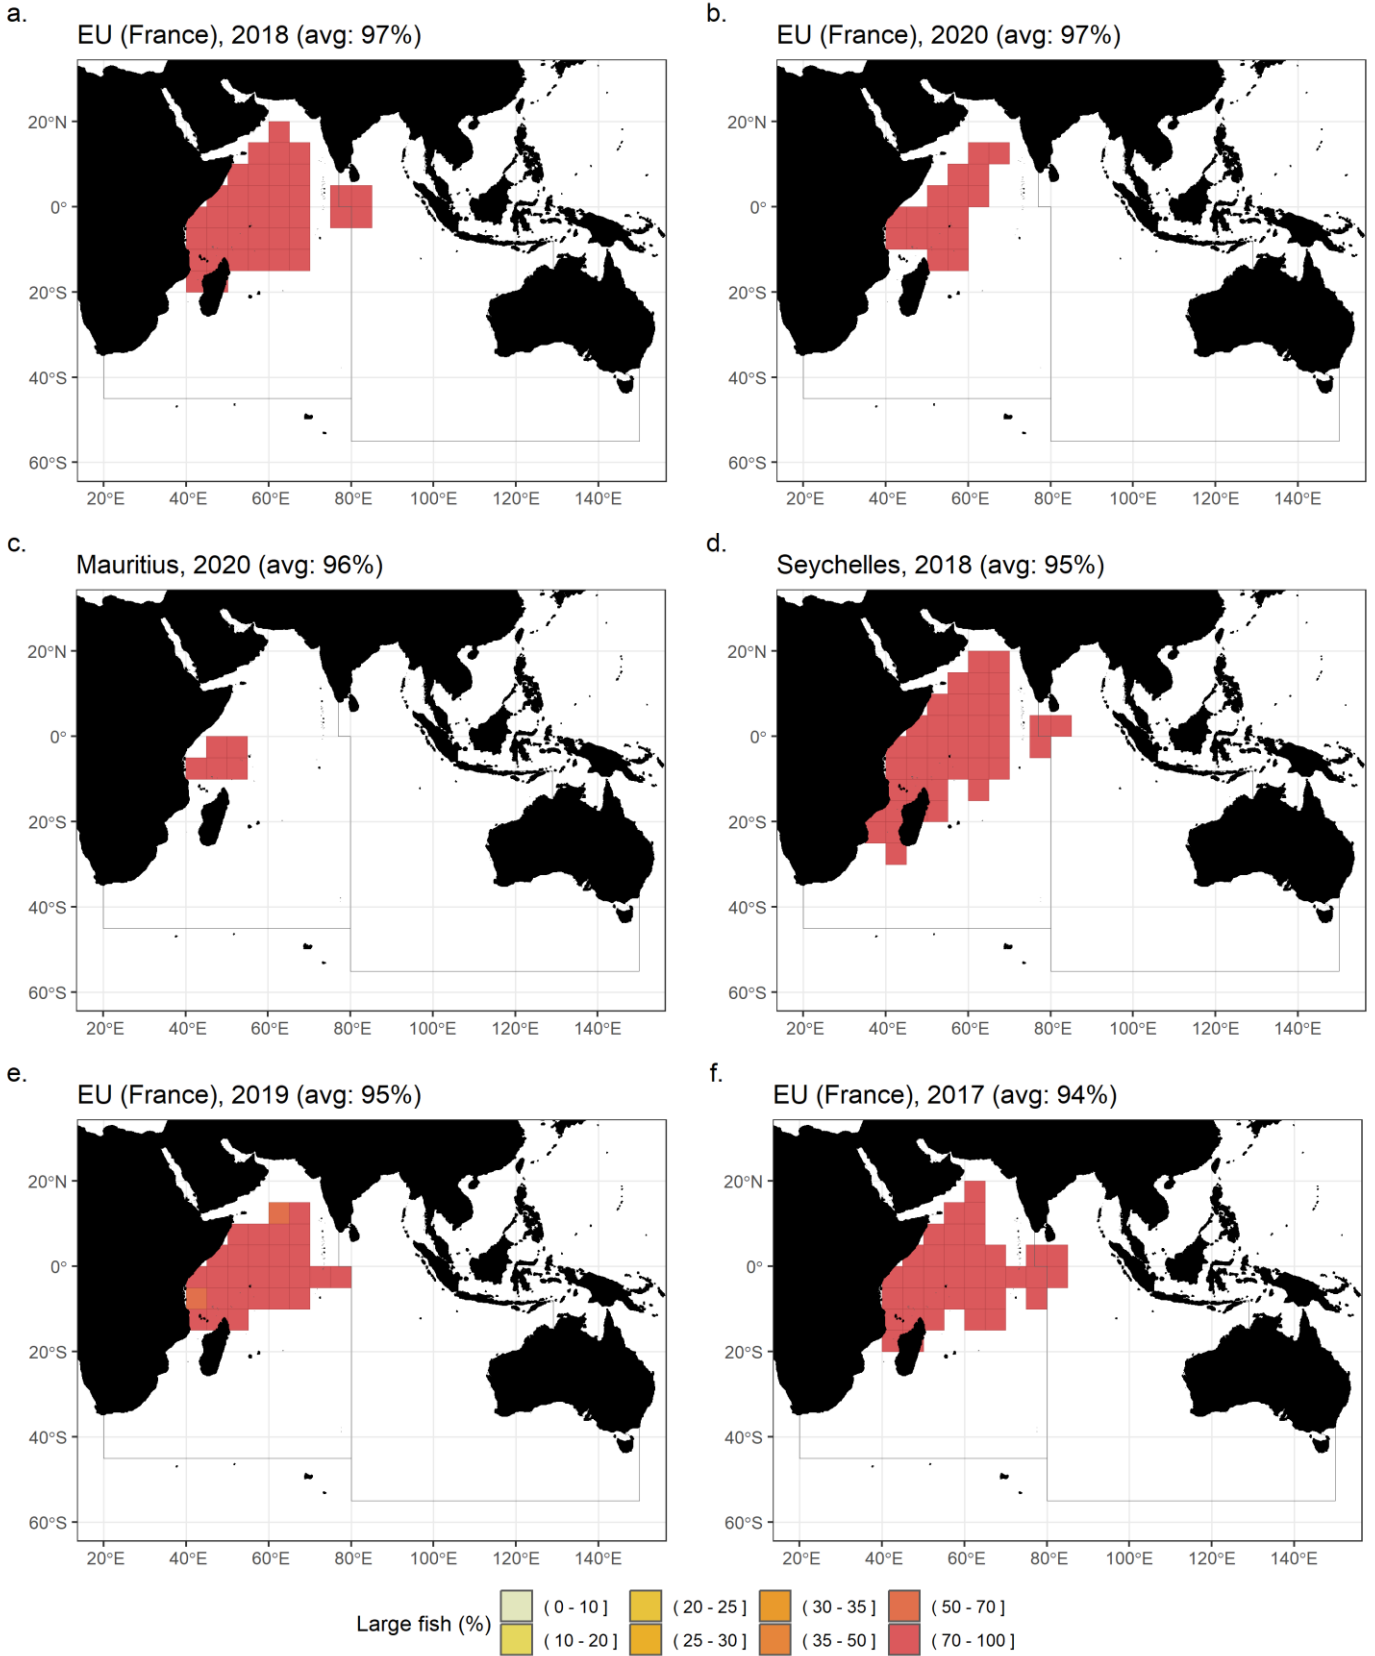 a.
EU (France), 2018 (avg: 97%)
20°N
0°
20°S
40°S
60°S
20°E 40°E 60°E 80°E 100°E 120°E 140°E
b.
EU (France), 2020 (avg: 97%)
20°N
0°
20°S
40°S
60°S
20°E 40°E 60°E 80°E 100°E 120°E 140°E
c.
Mauritius, 2020 (avg: 96%)
20°N
0°
20°S
40°S
60°S
20°E 40°E 60°E 80°E 100°E 120°E 140°E
d.
Seychelles, 2018 (avg: 95%)
20°N
0°
20°S
40°S
60°S
20°E 40°E 60°E 80°E 100°E 120°E 140°E
e.
EU (France), 2019 (avg: 95%)
20°N
0°
20°S
40°S
60°S
20°E 40°E 60°E 80°E 100°E 120°E 140°E
f.
EU (France), 2017 (avg: 94%)
20°N
0°
20°S
40°S
60°S
20°E 40°E 60°E 80°E 100°E 120°E 140°E
Large fish (%)
( 0 - 10 ] ( 20 - 25 ] ( 30 - 35 ] ( 50 - 70 ]
( 10 - 20 ] ( 25 - 30 ] ( 35 - 50 ] ( 70 - 100 ]